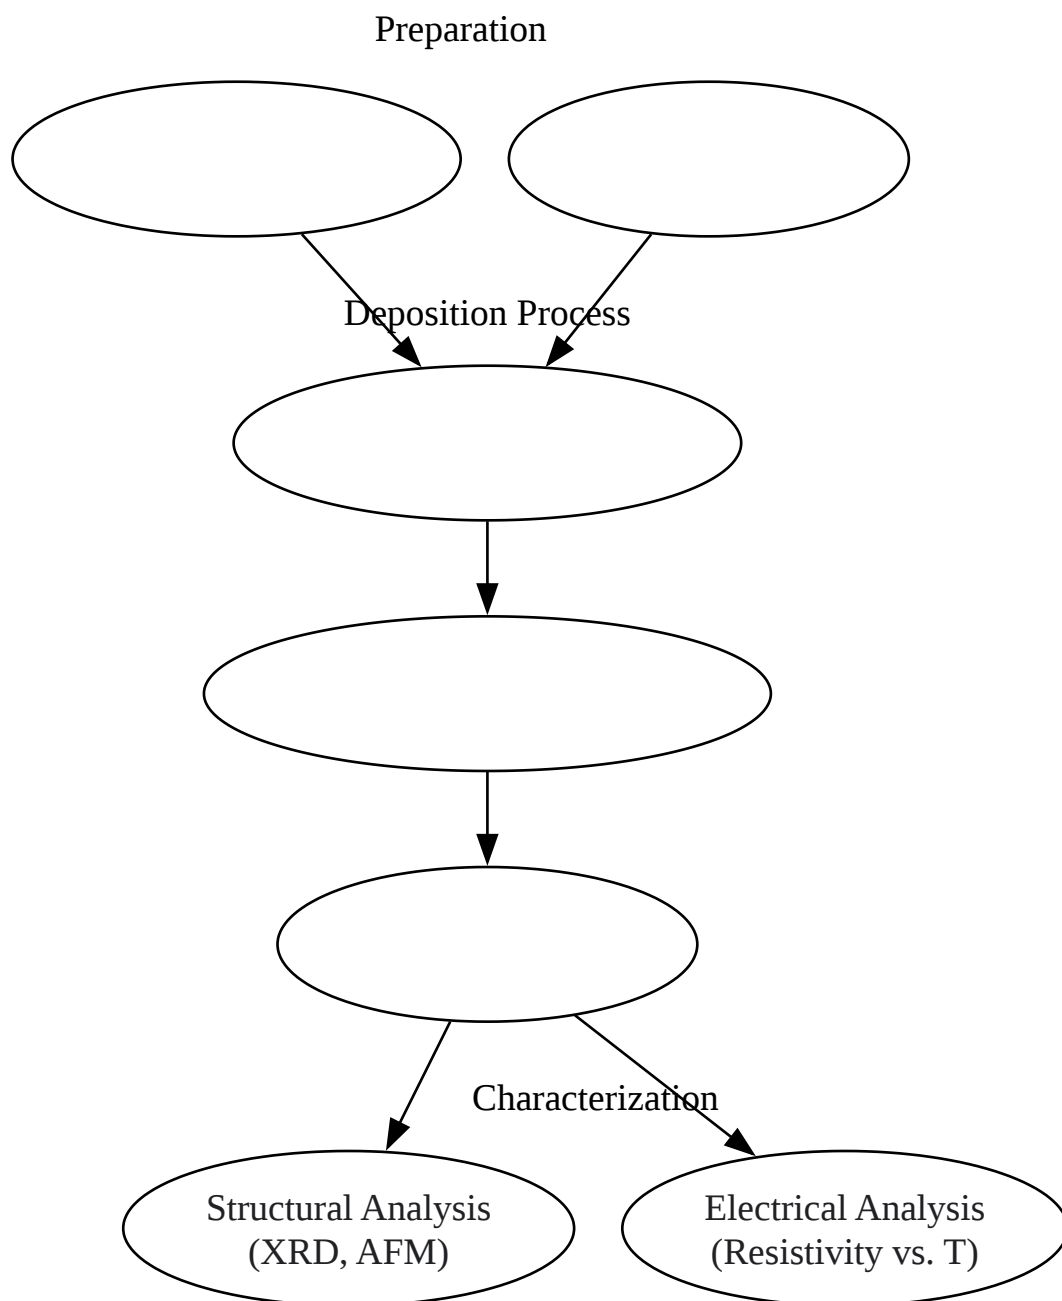 Preparation
Deposition Process
Characterization
Structural Analysis
(XRD, AFM)
Electrical Analysis
(Resistivity vs. T)